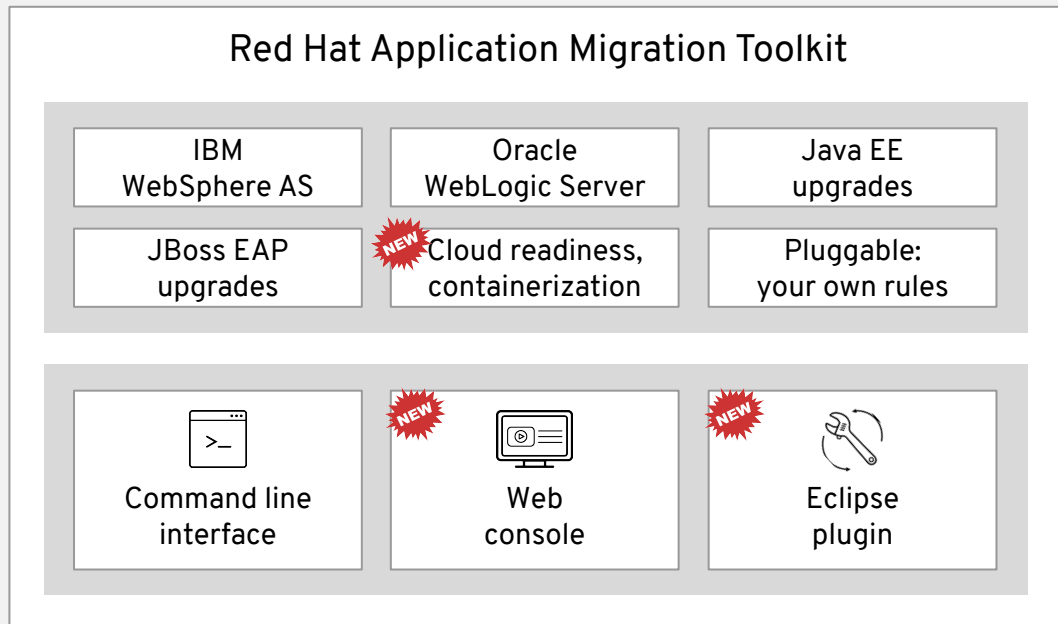 Red Hat Application Migration Toolkit
IBM
WebSphere AS
Oracle
WebLogic Server
Java EE
upgrades
JBoss EAP
upgrades
NEW
Cloud readiness,
containerization
Pluggable:
your own rules
>_
Command line
interface
NEW
Web
console
NEW
Eclipse
plugin